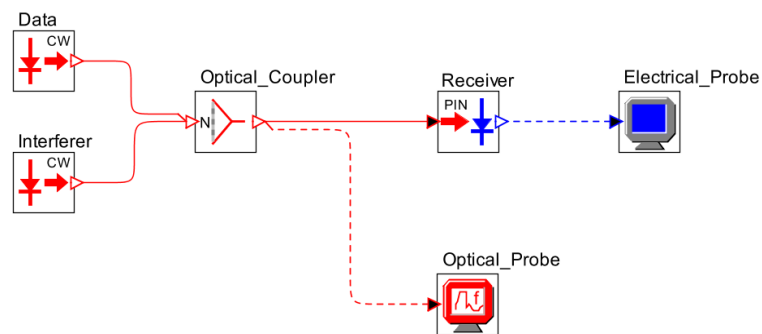 Data
CW
Optical_Coupler
N
Receiver
PIN
Electrical_Probe
Interferer
CW
Optical_Probe
f